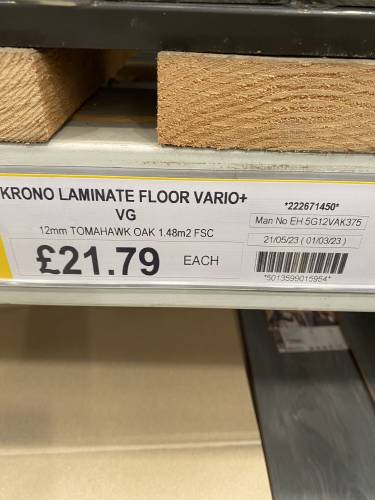 KRONO LAMINATE FLOOR VARIO+
VG
12mm TOMAHAWK OAK 1.48m2 FSC
£21.79 EACH
*222671450*
Man No EH 5G12VAK375
21/05/23 ( 01/03/23 )
*5013599015954*